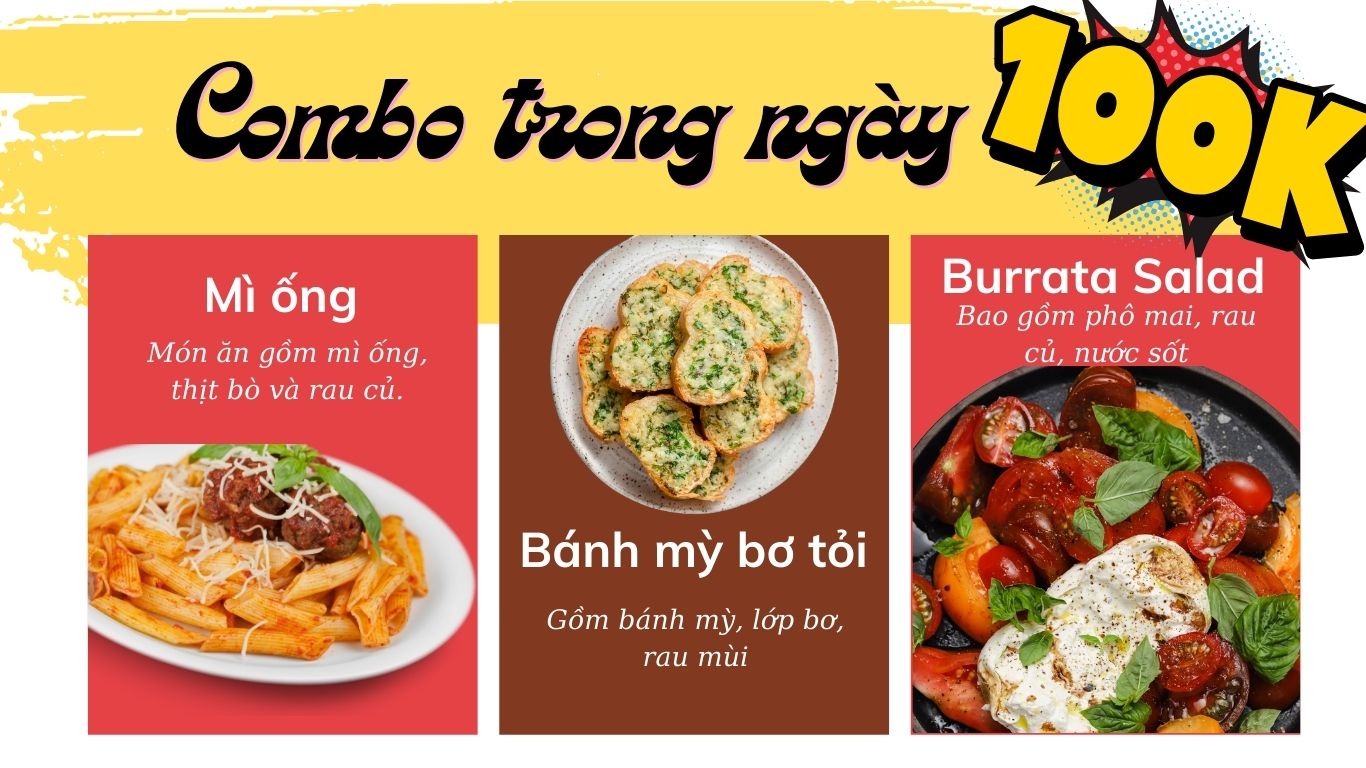 Combo trong ngày
100K
Mì ống
Món ăn gồm mì ống,
thịt bò và rau củ.
Bánh mỳ bơ tỏi
Gồm bánh mỳ, lớp bơ,
rau mùi
Burrata Salad
Bao gồm phô mai, rau
củ, nước sốt